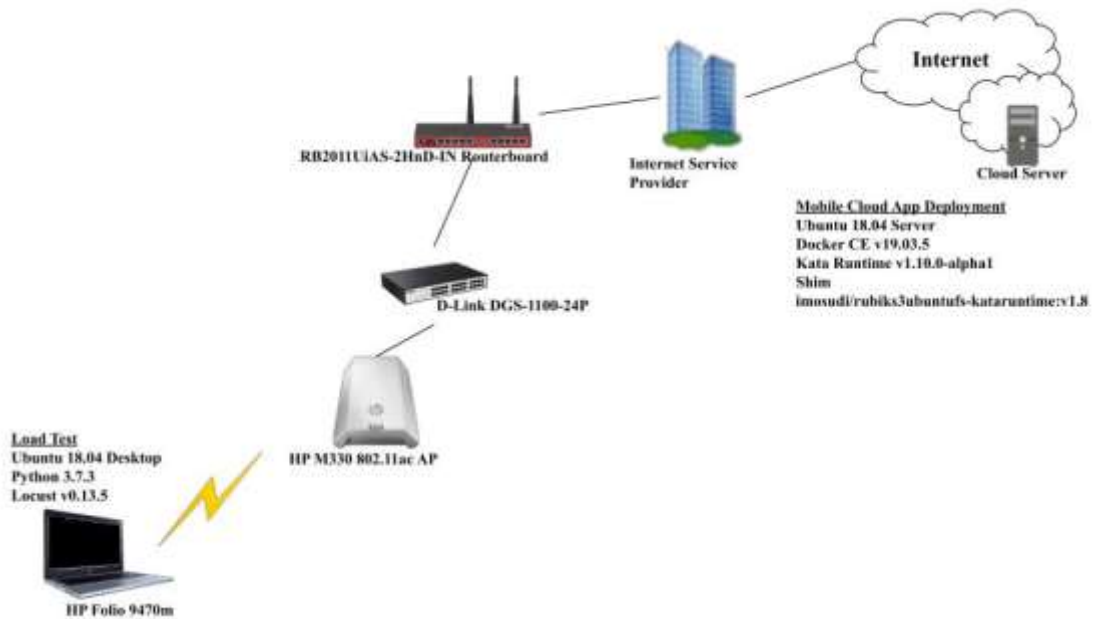 Internet
RB2011UiAS-2HnD-IN Routerboard
Internet Service
Provider
Cloud Server
Mobile Cloud App Deployment
Ubuntu 18.04 Server
Docker CE v19.03.5
Kata Runtime v1.10.0-alpha1
Shim
imosudi/rubiks3ubuntufs-kataruntime:v1.8
D-Link DGS-1100-24P
HP M330 802.11ac AP
Load Test
Ubuntu 18.04 Desktop
Python 3.7.3
Locust v0.13.5
HP Folio 9470m